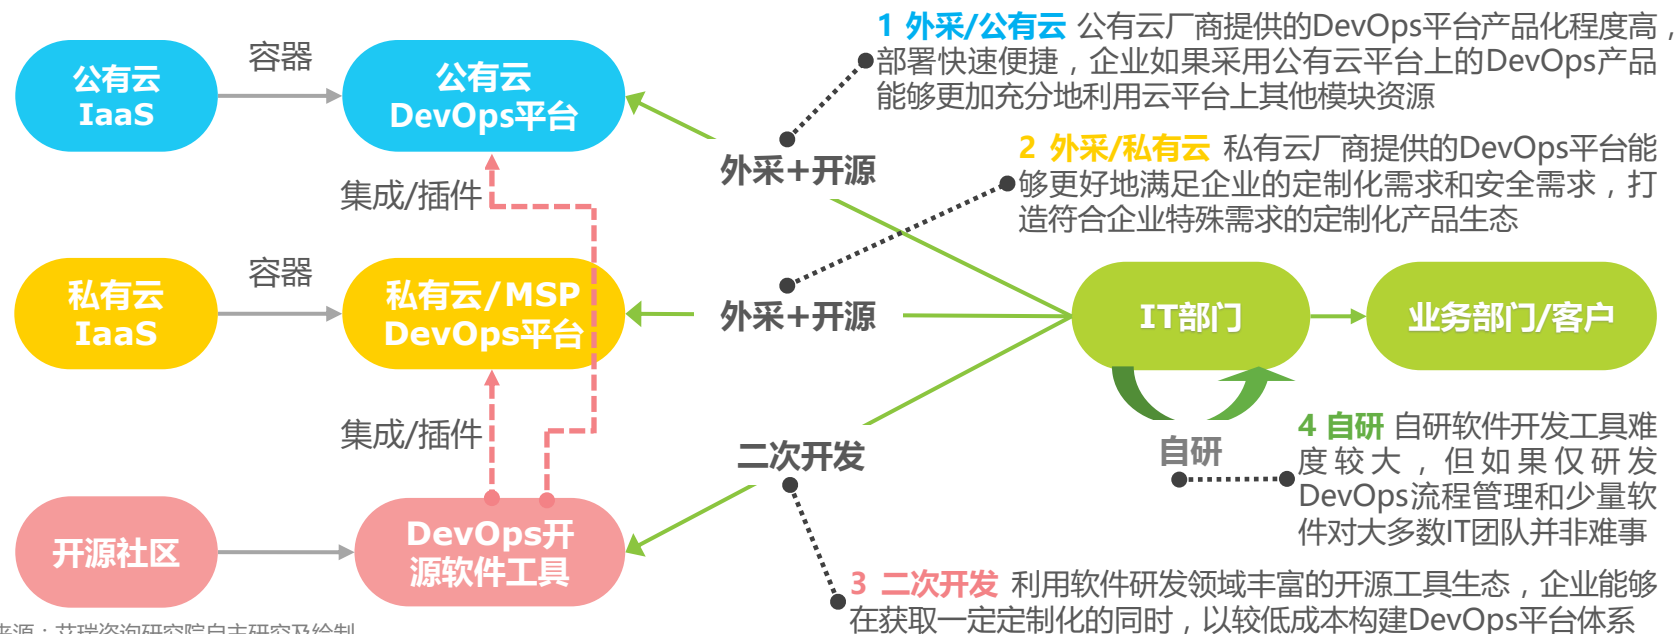 公有云
IaaS
容器
公有云
DevOps平台
1 外采/公有云 公有云厂商提供的DevOps平台产品化程度高，
部署快速便捷，企业如果采用公有云平台上的DevOps产品
能够更加充分地利用云平台上其他模块资源
外采+开源
2 外采/私有云 私有云厂商提供的DevOps平台能
够更好地满足企业的定制化需求和安全需求，打
造符合企业特殊需求的定制化产品生态
集成/插件
私有云
IaaS
容器
私有云/MSP
DevOps平台
外采+开源
IT部门
业务部门/客户
集成/插件
二次开发
自研
4 自研 自研软件开发工具难
度较大，但如果仅研发
DevOps流程管理和少量软
件对大多数IT团队并非难事
开源社区
DevOps开
源软件工具
3 二次开发 利用软件研发领域丰富的开源工具生态，企业能够
在获取一定定制化的同时，以较低成本构建DevOps平台体系
来源：艾瑞咨询研究院自主研究及绘制